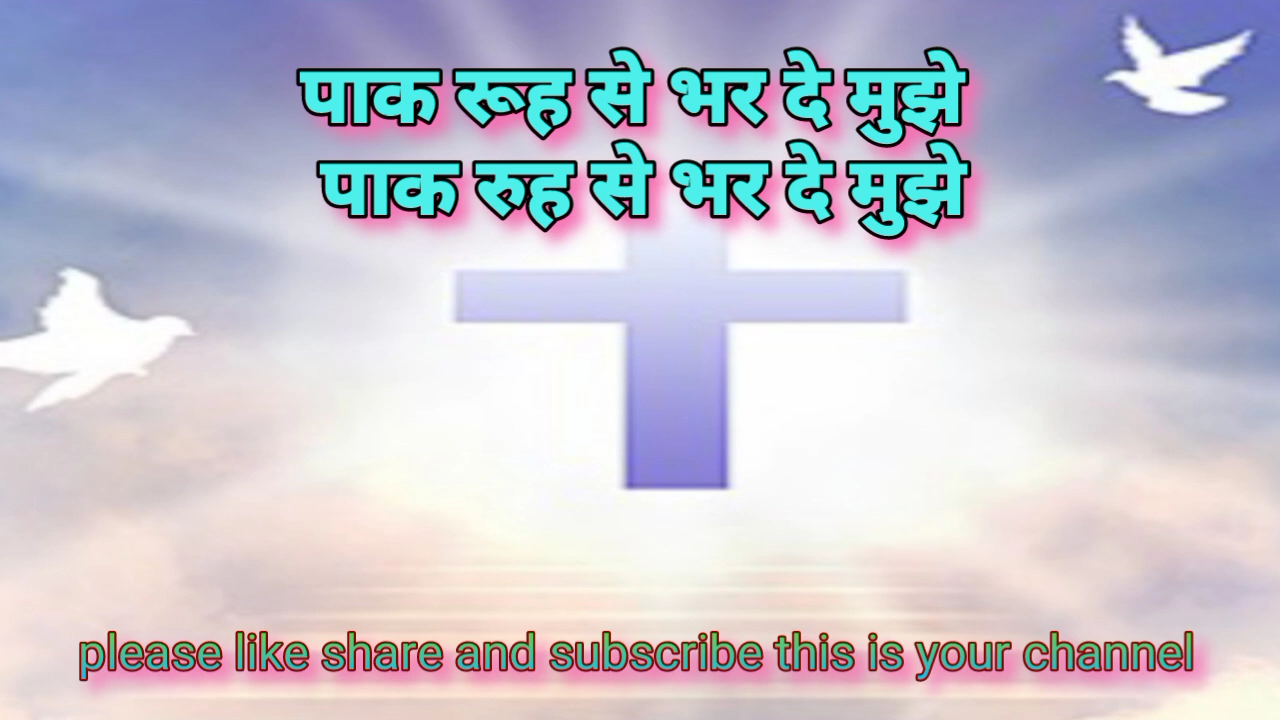 पाक रूह से भर दे मुझे
पाक रुह से भर दे मुझे
please like share and subscribe this is your channel